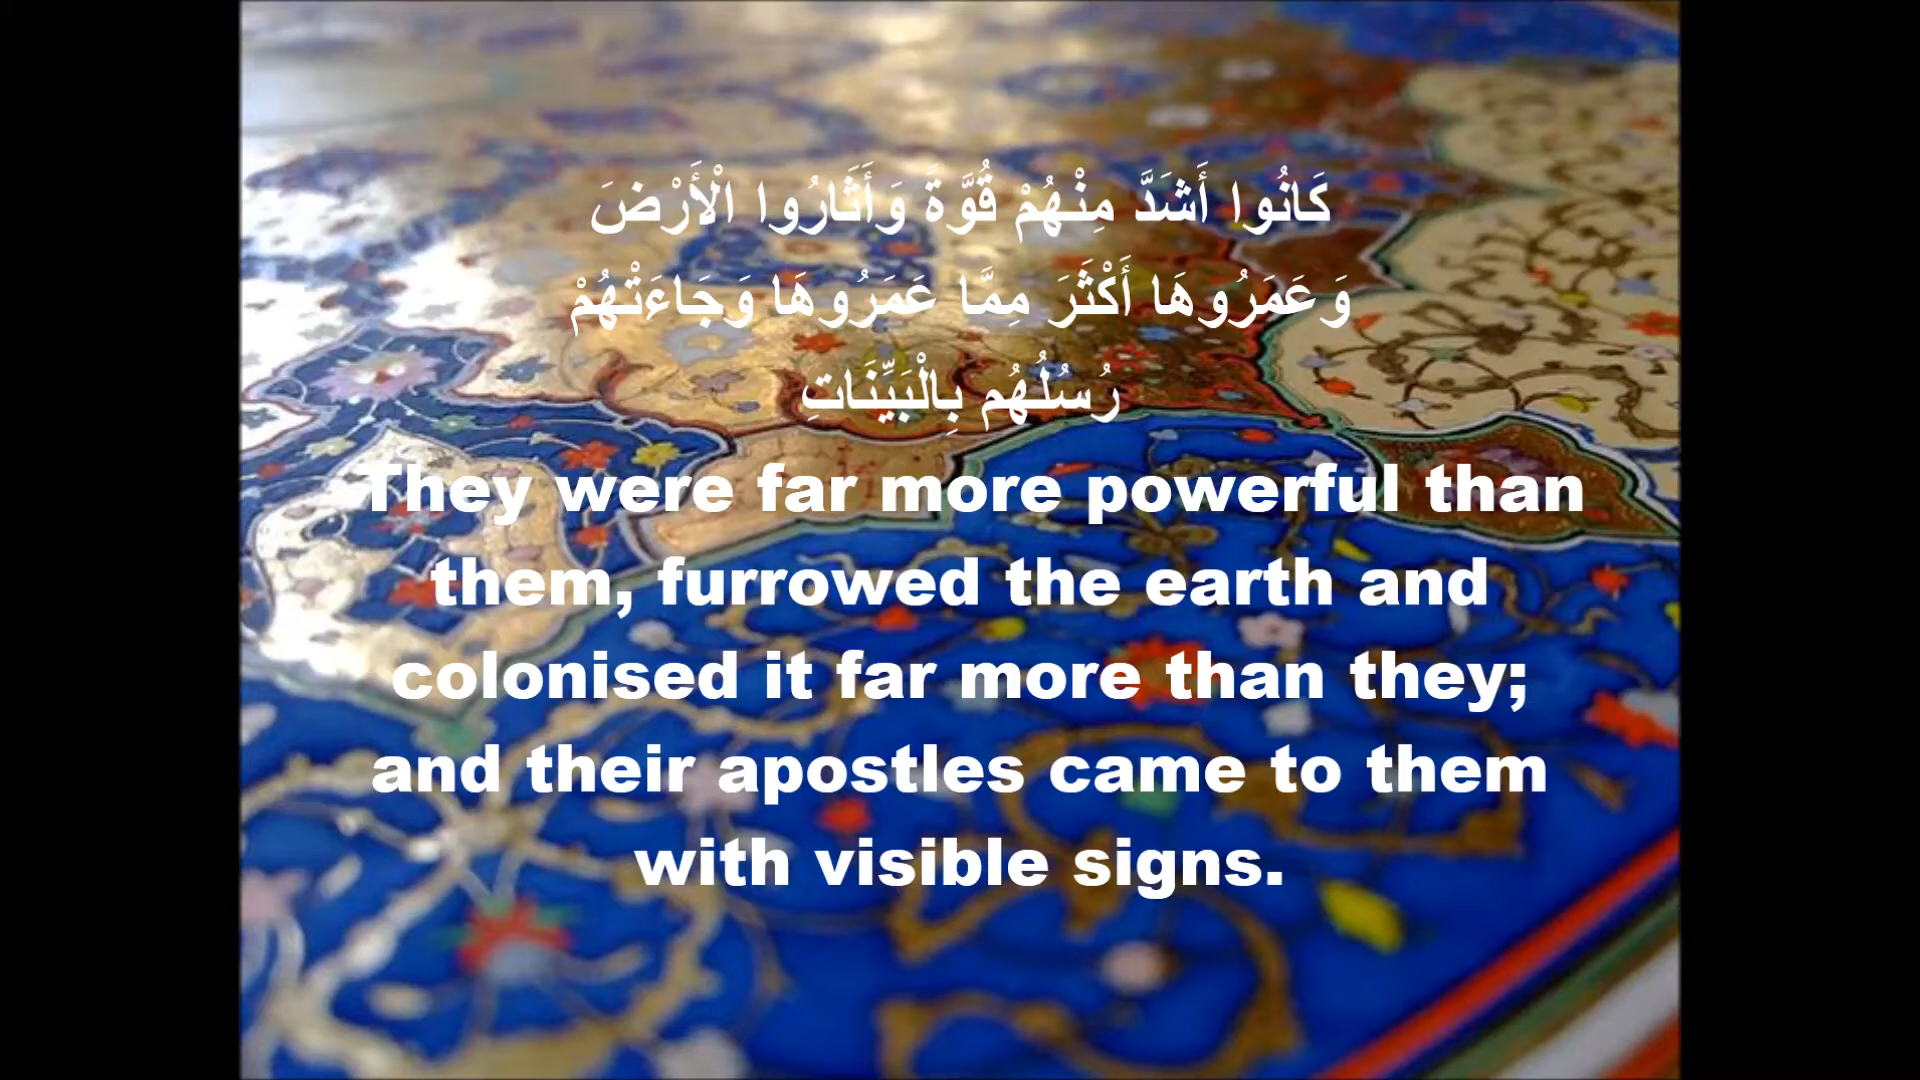 كَانُوا أَشَدَّ مِنْهُمْ قُوَّةً وَأَثَارُوا الْأَرْضَ
وَعَمَرُوهَا أَكْثَرَ مِمَّا عَمَرُوهَا وَجَاءَتْهُمْ
رُسُلُهُم بِالْبَيِّنَاتِ
They were far more powerful than
them, furrowed the earth and
colonised it far more than they;
and their apostles came to them
with visible signs.